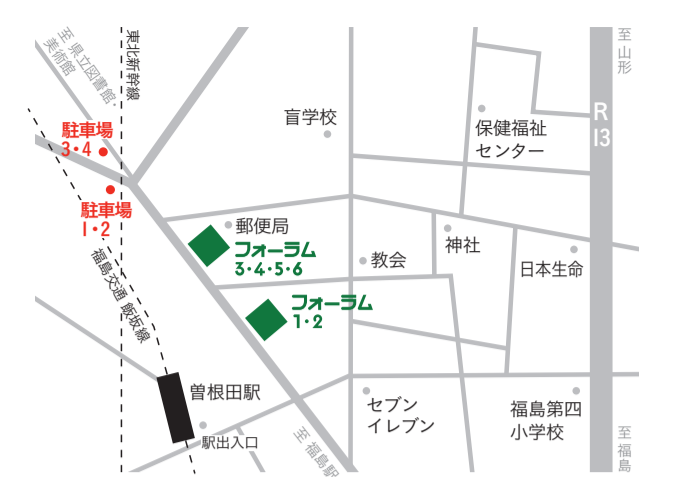 至 県立図書館・
美術館
東北新幹線
至 山形
R
13
盲学校
保健福祉
センター
駐車場
3・4
駐車場
1・2
郵便局
フォーラム
3・4・5・6
教会
神社
日本生命
福島交通 飯坂線
フォーラム
1・2
曽根田駅
駅出入口
セブン
イレブン
福島第四
小学校
至 福島駅
至 福島